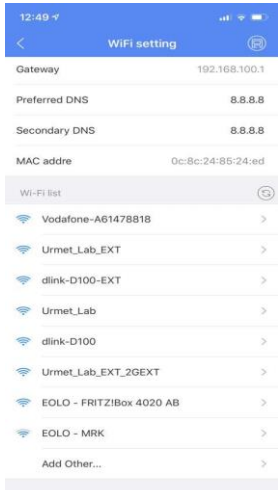 12:49
WiFi setting
Gateway 192.168.100.1
Preferred DNS 8.8.8.8
Secondary DNS 8.8.8.8
MAC addre 0c:8c:24:85:24:ed
Wi-Fi list
Vodafone-A61478818
Urmet_Lab_EXT
dlink-D100-EXT
Urmet_Lab
dlink-D100
Urmet_Lab_EXT_2GEXT
EOLO - FRITZ!Box 4020 AB
EOLO - MRK
Add Other...